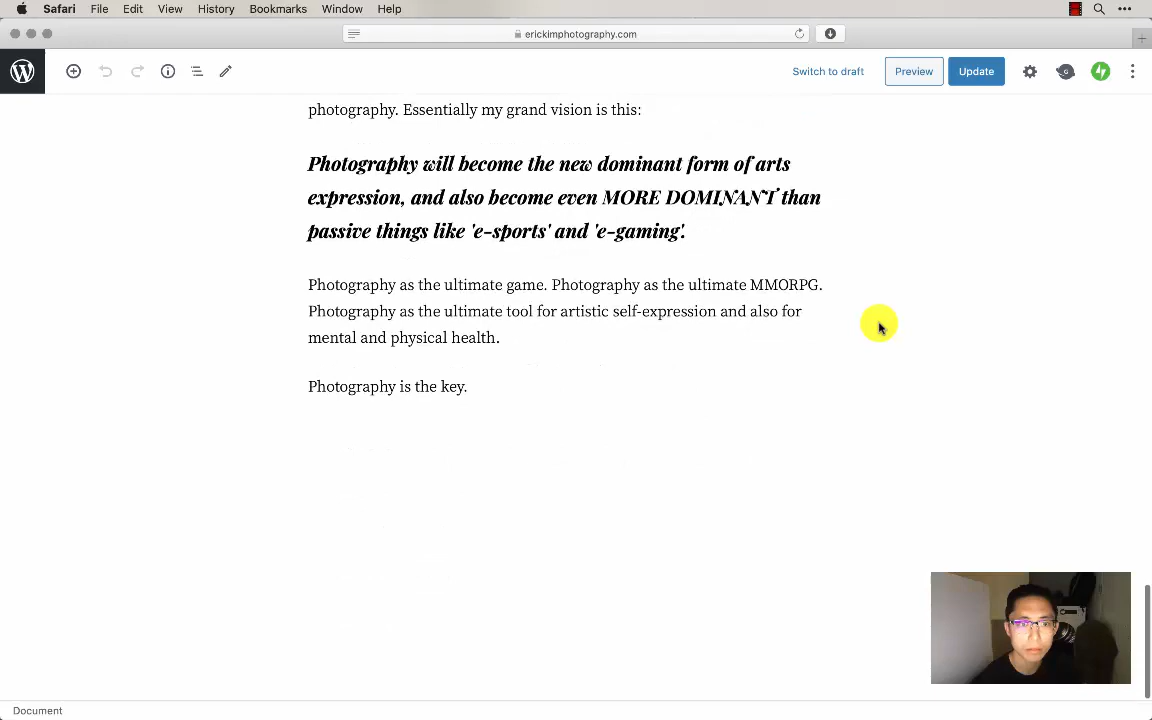 Safari File Edit View History Bookmarks Window Help
erickimphotography.com
Switch to draft Preview Update
photography. Essentially my grand vision is this:
Photography will become the new dominant form of arts
expression, and also become even MORE DOMINANT than
passive things like 'e-sports' and 'e-gaming'.
Photography as the ultimate game. Photography as the ultimate MMORPG.
Photography as the ultimate tool for artistic self-expression and also for
mental and physical health.
Photography is the key.
Document